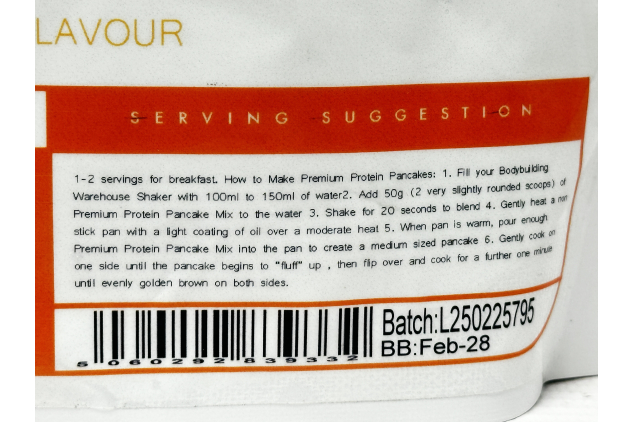 LAVOUR
SERVING SUGGESTION
1-2 servings for breakfast. How to Make Premium Protein Pancakes: 1. Fill your Bodybuilding
Warehouse Shaker with 100ml to 150ml of water2. Add 50g (2 very slightly rounded scoops) of
Premium Protein Pancake Mix to the water 3. Shake for 20 seconds to blend 4. Gently heat a non
stick pan with a light coating of oil over a moderate heat 5. When pan is warm, pour enough
Premium Protein Pancake Mix into the pan to create a medium sized pancake 6. Gently cook on
one side until the pancake begins to "fluff" up , then flip over and cook for a further one minute
until evenly golden brown on both sides.
Batch:L250225795
BB:Feb-28
5060292839332